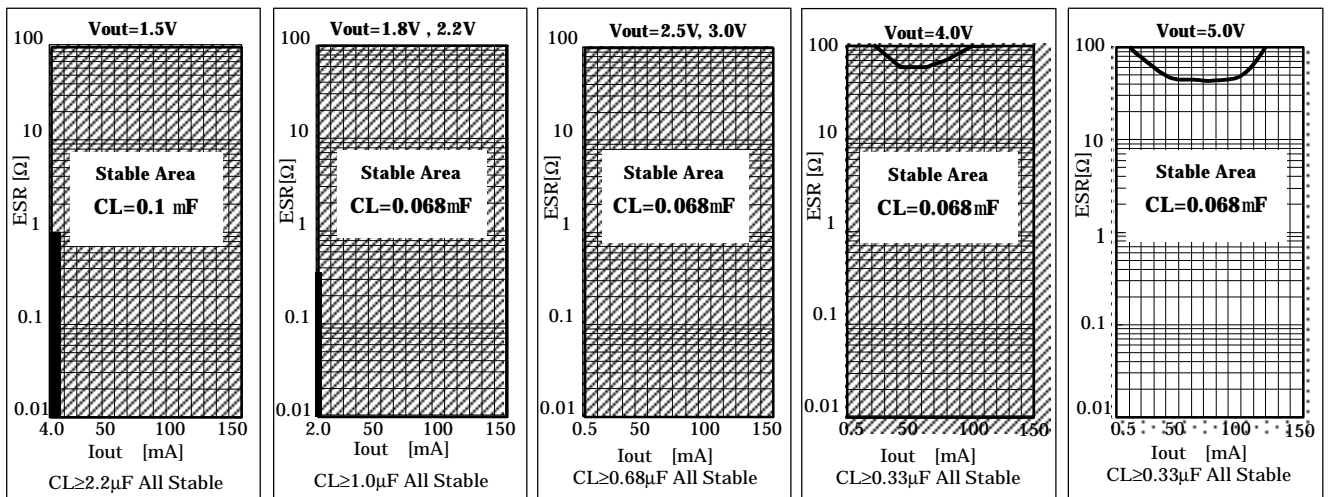 Vout=1.5V
100
10
1
0.1
0.01
ESR [Ω]
Stable Area
CL=0.1 mF
4.0 50 100 150
Iout [mA]
CL≥2.2µF All Stable
Vout=1.8V , 2.2V
100
10
1
0.1
0.01
ESR [Ω]
Stable Area
CL=0.068mF
2.0 50 100 150
Iout [mA]
CL≥1.0µF All Stable
Vout=2.5V, 3.0V
100
10
1
0.1
0.01
ESR[Ω]
Stable Area
CL=0.068mF
0.5 50 100 150
Iout [mA]
CL≥0.68µF All Stable
Vout=4.0V
100
10
1
0.1
0.01
ESR [Ω]
Stable Area
CL=0.068mF
0.5 50 100 150
Iout [mA]
CL≥0.33µF All Stable
Vout=5.0V
100
10
1
0.1
0.01
ESR[Ω]
Stable Area
CL=0.068mF
0.5 50 100 150
Iout [mA]
CL≥0.33µF All Stable